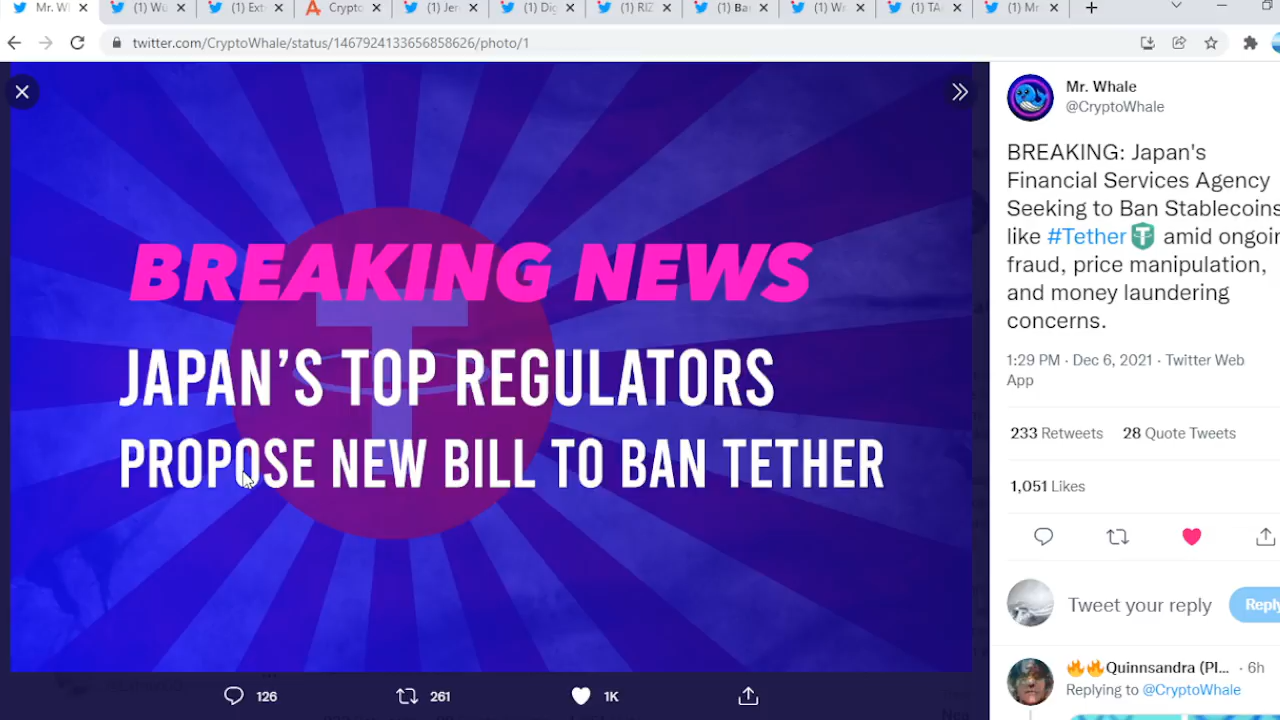 Mr. W
(1) Wu
(1) Ext
Crypto
(1) Jer
(1) Dig
(1) RIZ
(1) Ba
(1) W
(1) TA
(1) Mr
twitter.com/CryptoWhale/status/1467924133656858626/photo/1
BREAKING NEWS
JAPAN'S TOP REGULATORS
PROPOSE NEW BILL TO BAN TETHER
126
261
1K
Mr. Whale
@CryptoWhale
BREAKING: Japan's
Financial Services Agency
Seeking to Ban Stablecoins
like #Tether amid ongoin
fraud, price manipulation,
and money laundering
concerns.
1:29 PM · Dec 6, 2021 · Twitter Web
App
233 Retweets 28 Quote Tweets
1,051 Likes
Tweet your reply
Reply
Quinnsandra (Pl... · 6h
Replying to @CryptoWhale